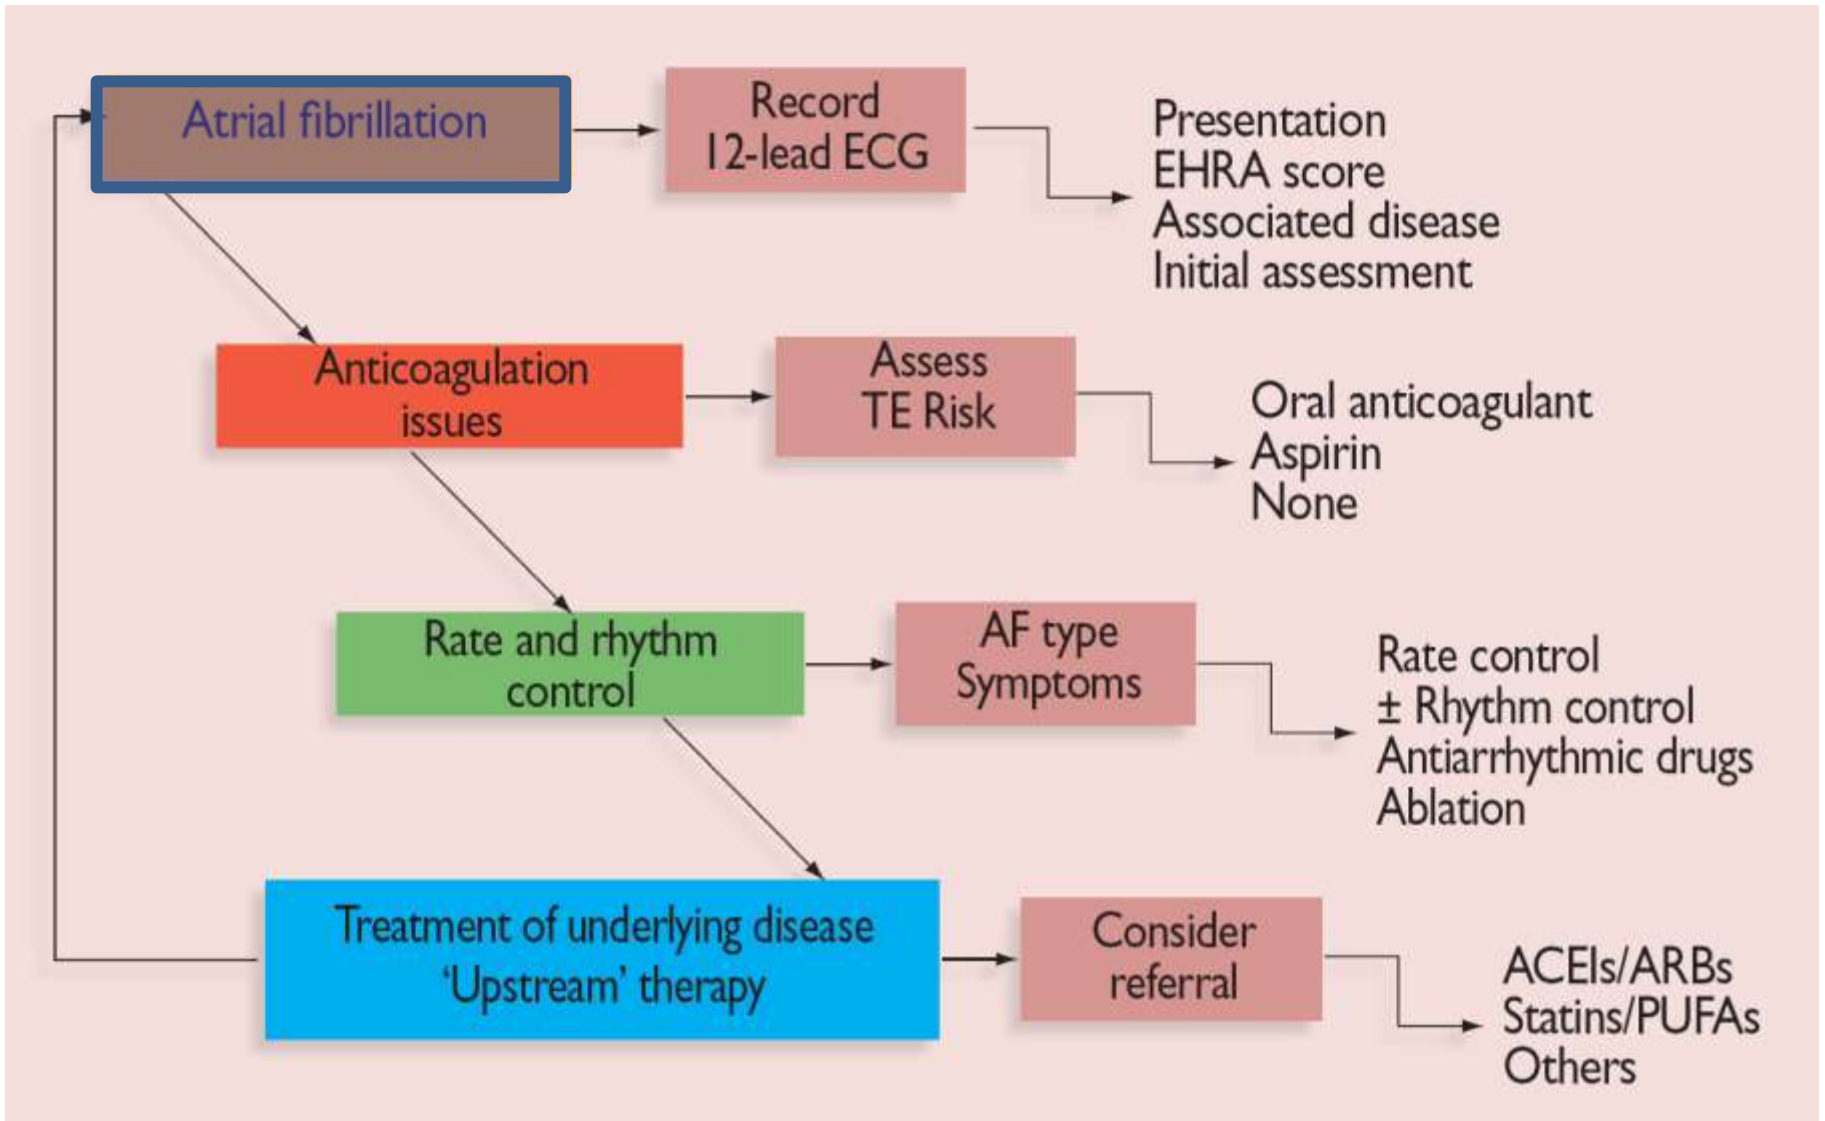 Atrial fibrillation
Record
12-lead ECG
Presentation
EHRA score
Associated disease
Initial assessment
Anticoagulation
issues
Assess
TE Risk
Oral anticoagulant
Aspirin
None
Rate and rhythm
control
AF type
Symptoms
Rate control
± Rhythm control
Antiarrhythmic drugs
Ablation
Treatment of underlying disease
‘Upstream’ therapy
Consider
referral
ACEIs/ARBs
Statins/PUFAs
Others